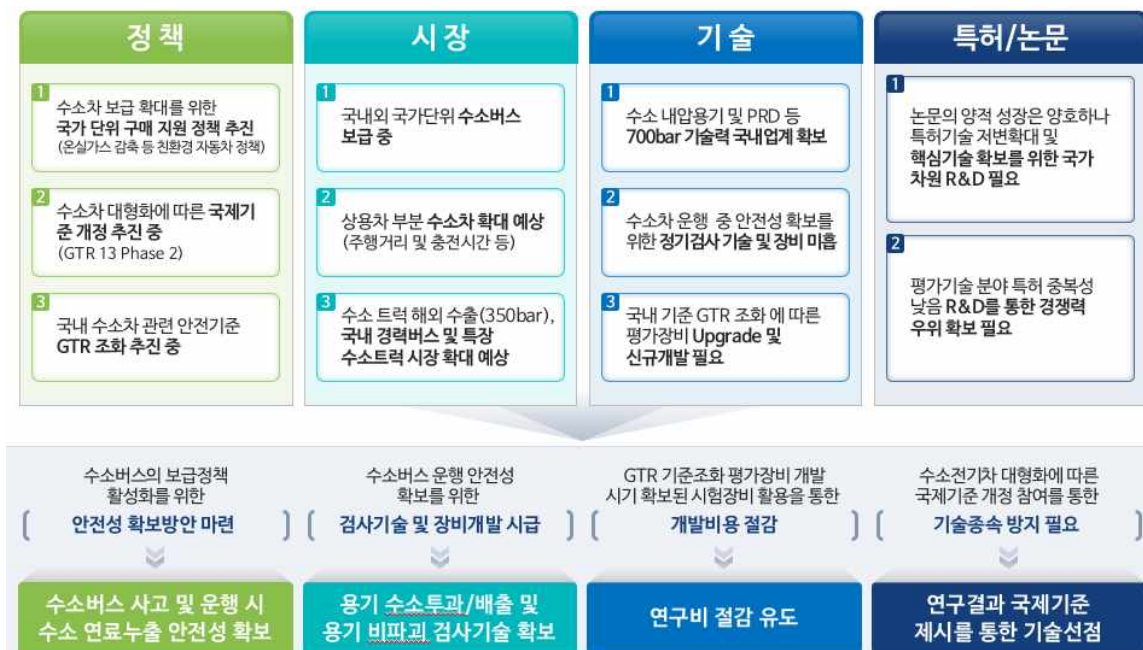 정책
1
수소차 보급 확대를 위한
국가 단위 구매 지원 정책 추진
(온실가스 감축 등 친환경 자동차 정책)
2
수소차 대형화에 따른 국제기
준 개정 추진 중
(GTR 13 Phase 2)
3
국내 수소차 관련 안전기준
GTR 조화 추진 중
시장
1
국내외 국가단위 수소버스
보급 중
2
상용차 부분 수소차 확대 예상
(주행거리 및 충전시간 등)
3
수소 트럭 해외 수출(350bar),
국내 경력버스 및 특장
수소트럭 시장 확대 예상
기술
1
수소 내압용기 및 PRD 등
700bar 기술력 국내업계 확보
2
수소차 운행 중 안전성 확보를
위한 정기검사 기술 및 장비 미흡
3
국내 기준 GTR 조화 에 따른
평가장비 Upgrade 및
신규개발 필요
특허/논문
1
논문의 양적 성장은 양호하나
특허기술 저변확대 및
핵심기술 확보를 위한 국가
차원 R&D 필요
2
평가기술 분야 특허 중복성
낮음 R&D를 통한 경쟁력
우위 확보 필요
수소버스의 보급정책
활성화를 위한
안전성 확보방안 마련
수소버스 사고 및 운행 시
수소 연료누출 안전성 확보
수소버스 운행 안전성
확보를 위한
검사기술 및 장비개발 시급
용기 수소투과/배출 및
용기 비파괴 검사기술 확보
GTR 기준조화 평가장비 개발
시기 확보된 시험장비 활용을 통한
개발비용 절감
연구비 절감 유도
수소전기차 대형화에 따른
국제기준 개정 참여를 통한
기술종속 방지 필요
연구결과 국제기준
제시를 통한 기술선점